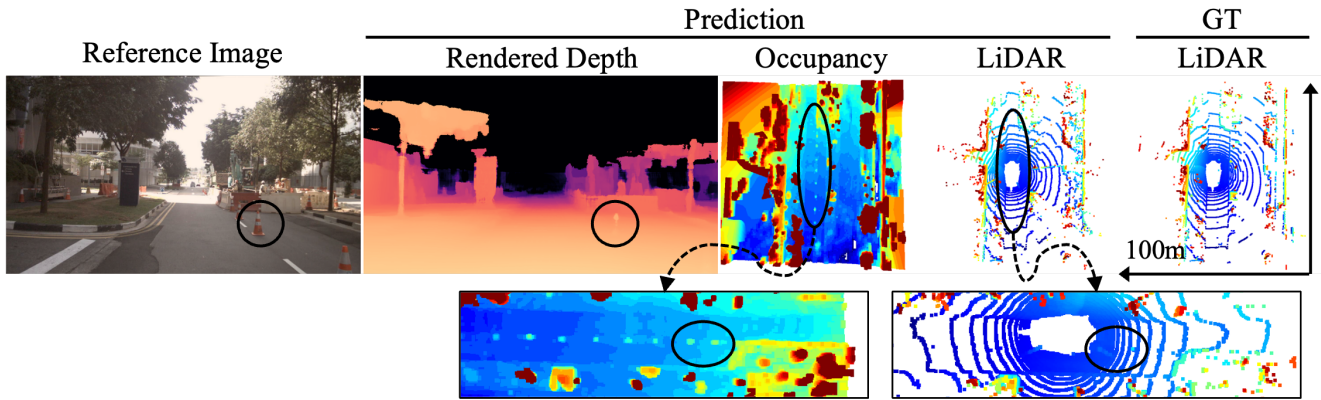 Prediction
GT
Reference Image
Rendered Depth
Occupancy
LiDAR
LiDAR
100m